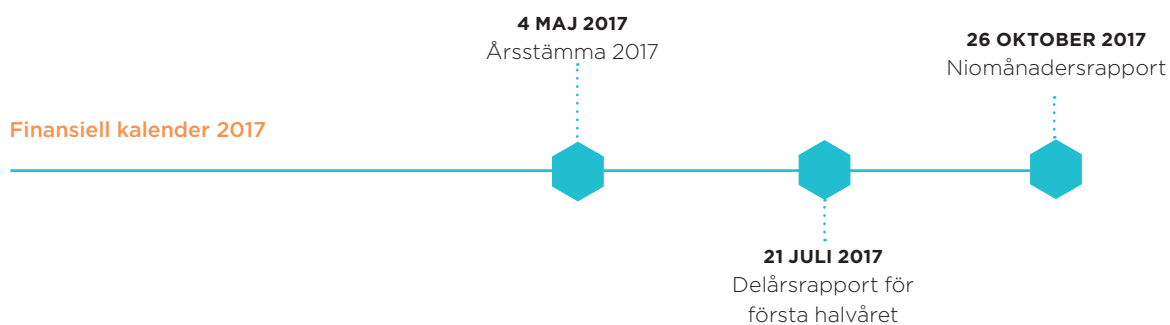 Finansiell kalender 2017
4 MAJ 2017
Årsstämma 2017
21 JULI 2017
Delårsrapport för
första halvåret
26 OKTOBER 2017
Niomånadersrapport